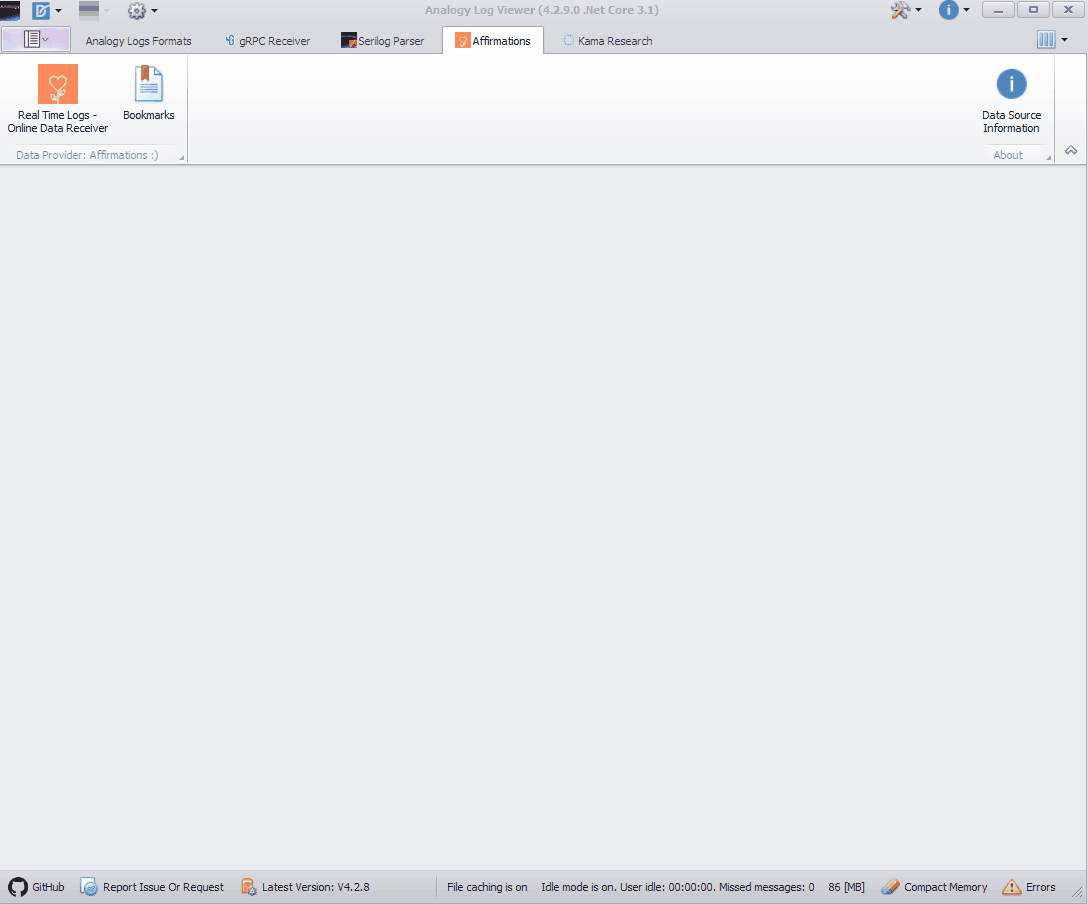 Analogy Log Viewer (4.2.9.0 .Net Core 3.1)
Analogy Logs Formats
gRPC Receiver
Serilog Parser
Affirmations
Kama Research
Real Time Logs -
Online Data Receiver
Bookmarks
Data Source
Information
Data Provider: Affirmations :)
About
GitHub
Report Issue Or Request
Latest Version: V4.2.8
File caching is on
Idle mode is on. User idle: 00:00:00. Missed messages: 0
86 [MB]
Compact Memory
Errors